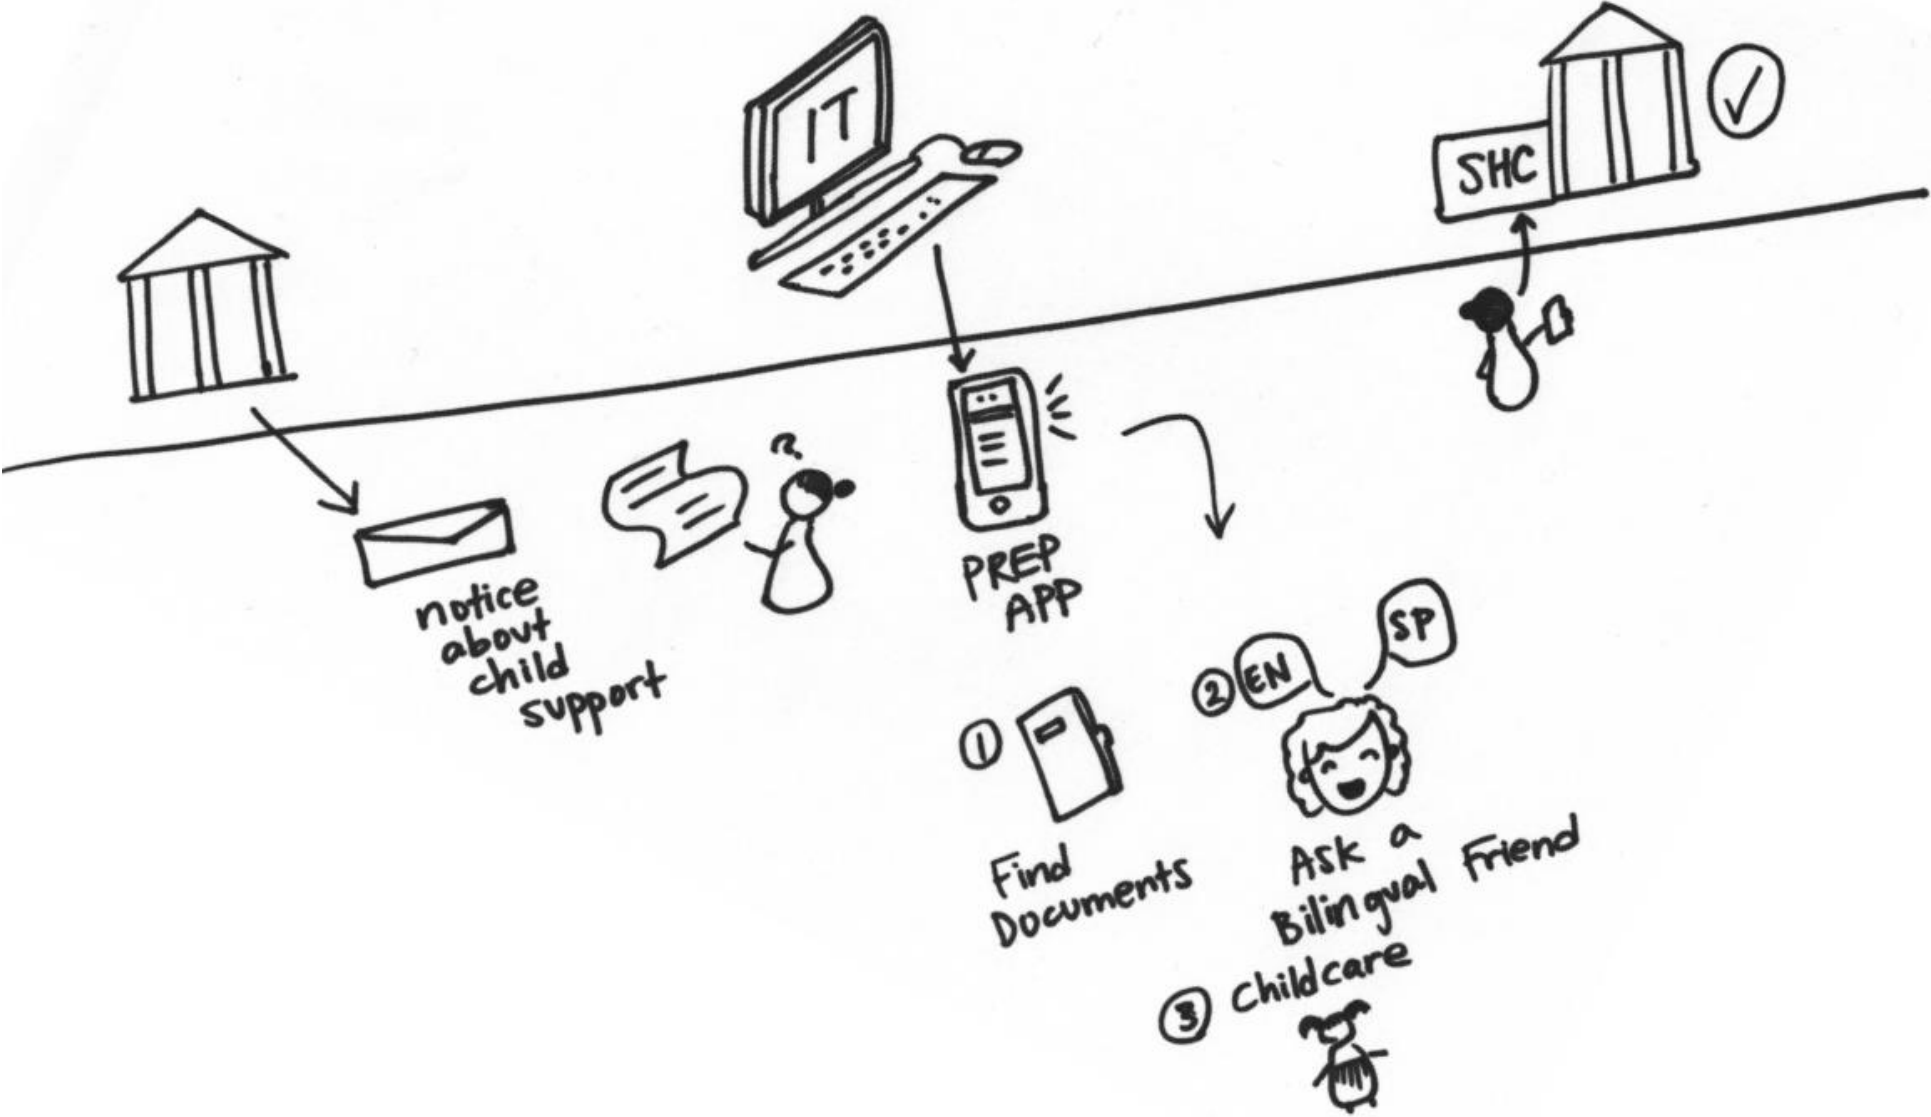 IT
SHC
notice
about
child
support
PREP
APP
1
Find
Documents
2
EN
SP
Ask a
Bilingual Friend
3 Childcare